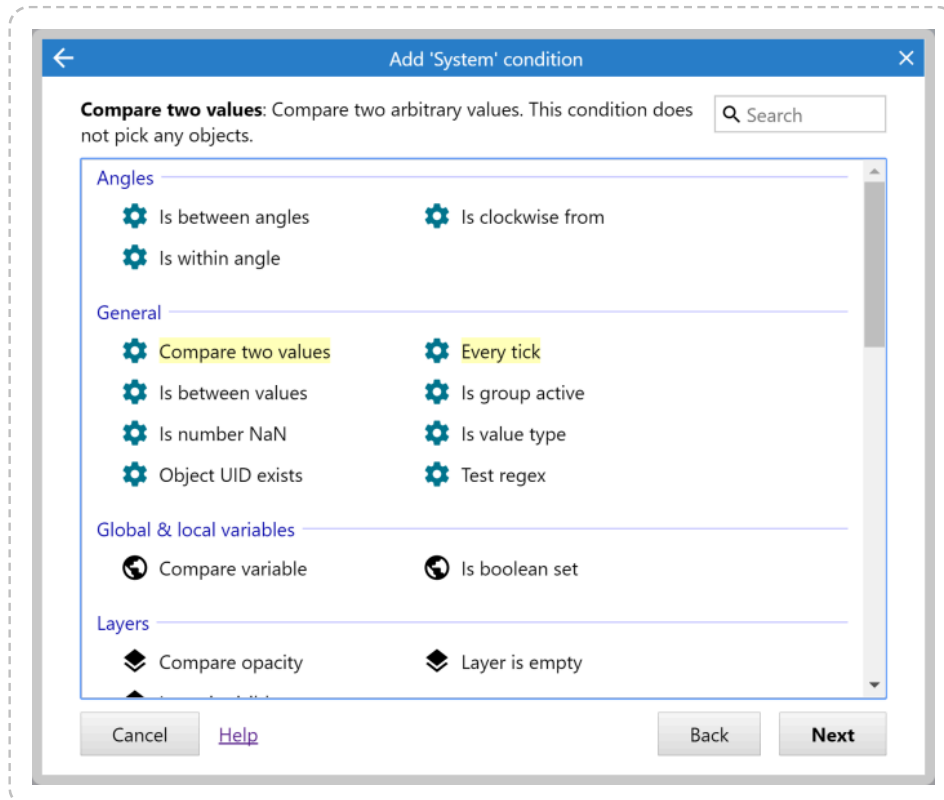 Add 'System' condition
Compare two values: Compare two arbitrary values. This condition does
not pick any objects.
Search
Angles
Is between angles
Is clockwise from
Is within angle
General
Compare two values
Every tick
Is between values
Is group active
Is number NaN
Is value type
Object UID exists
Test regex
Global & local variables
Compare variable
Is boolean set
Layers
Compare opacity
Layer is empty
Cancel
Help
Back
Next